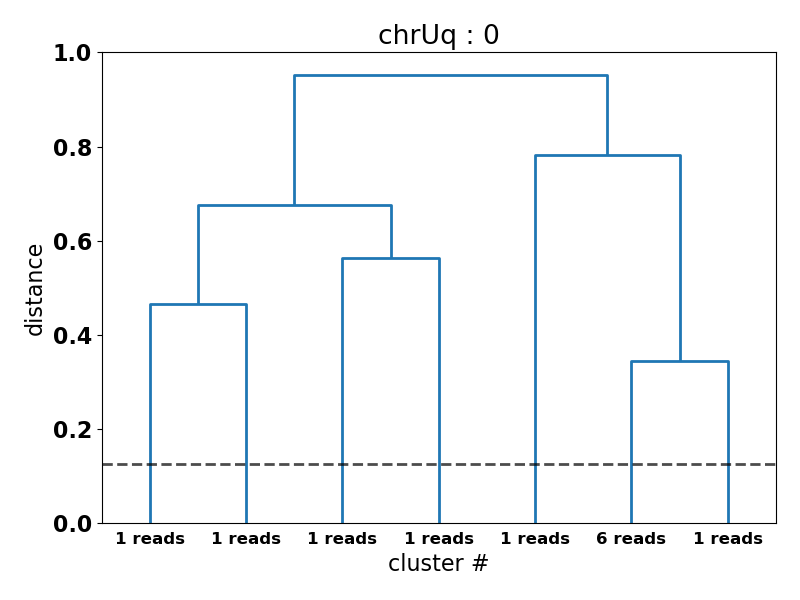 chrUq : 0
1.0
0.8
0.6
0.4
0.2
0.0
distance
1 reads 1 reads 1 reads 1 reads 1 reads 6 reads 1 reads
cluster #